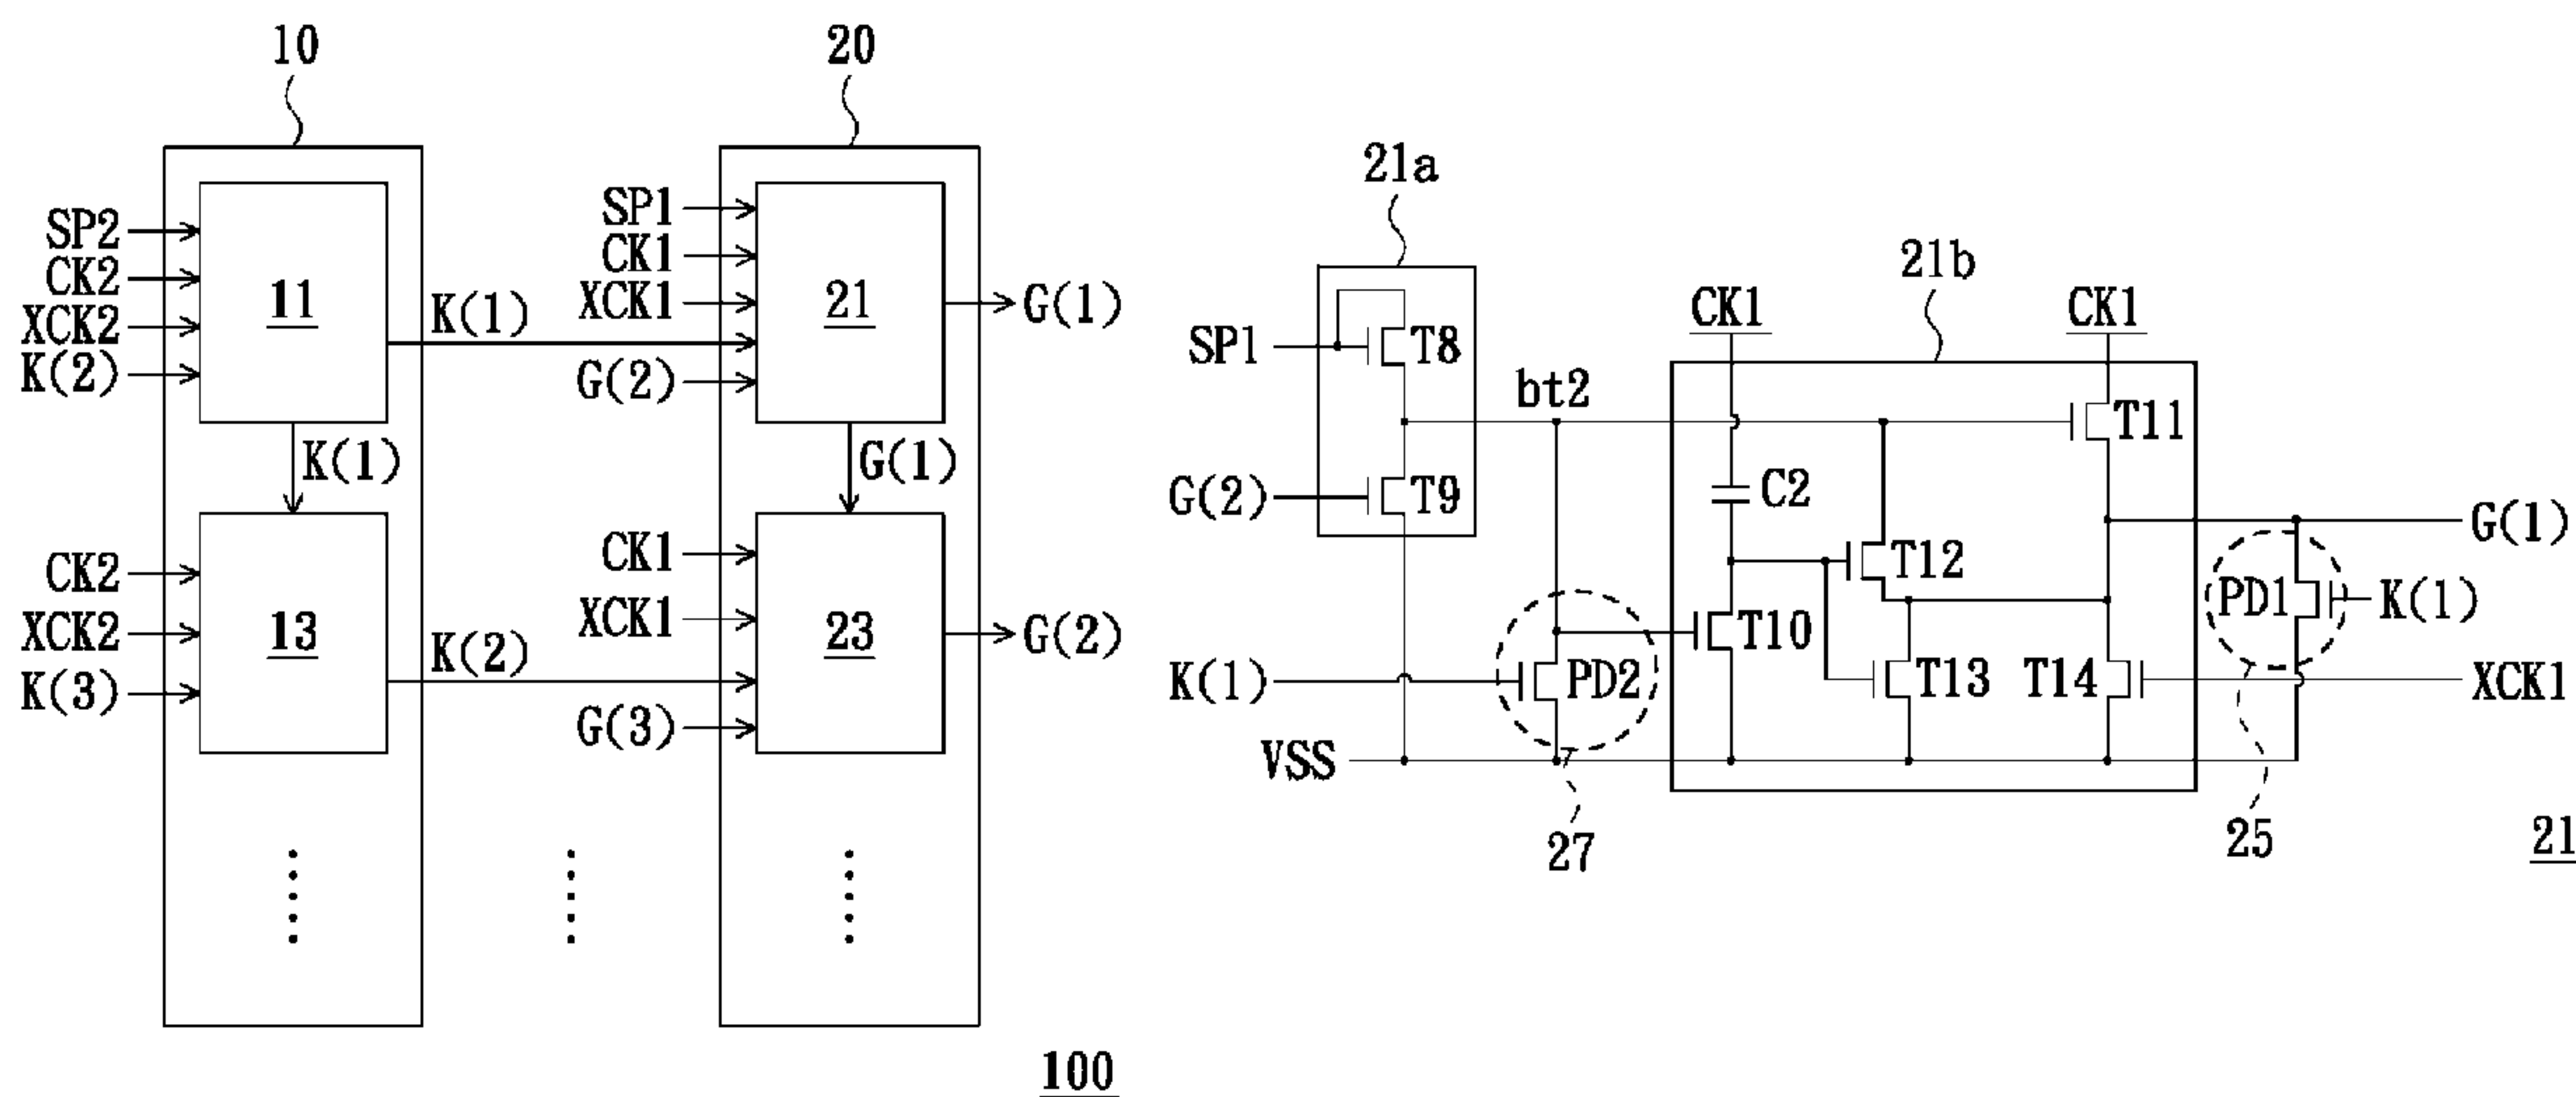 10
20
SP2
CK2
XCK2
K(2)
11
K(1)
K(1)
CK2
XCK2
K(3)
13
K(2)
SP1
CK1
XCK1
G(2)
21
G(1)
G(1)
CK1
XCK1
G(3)
23
G(2)
100
21a
SP1
T8
G(2)
T9
bt2
21b
CK1
CK1
T11
C2
T12
T10
T13
T14
G(1)
PD1
K(1)
XCK1
K(1)
PD2
VSS
27
25
21